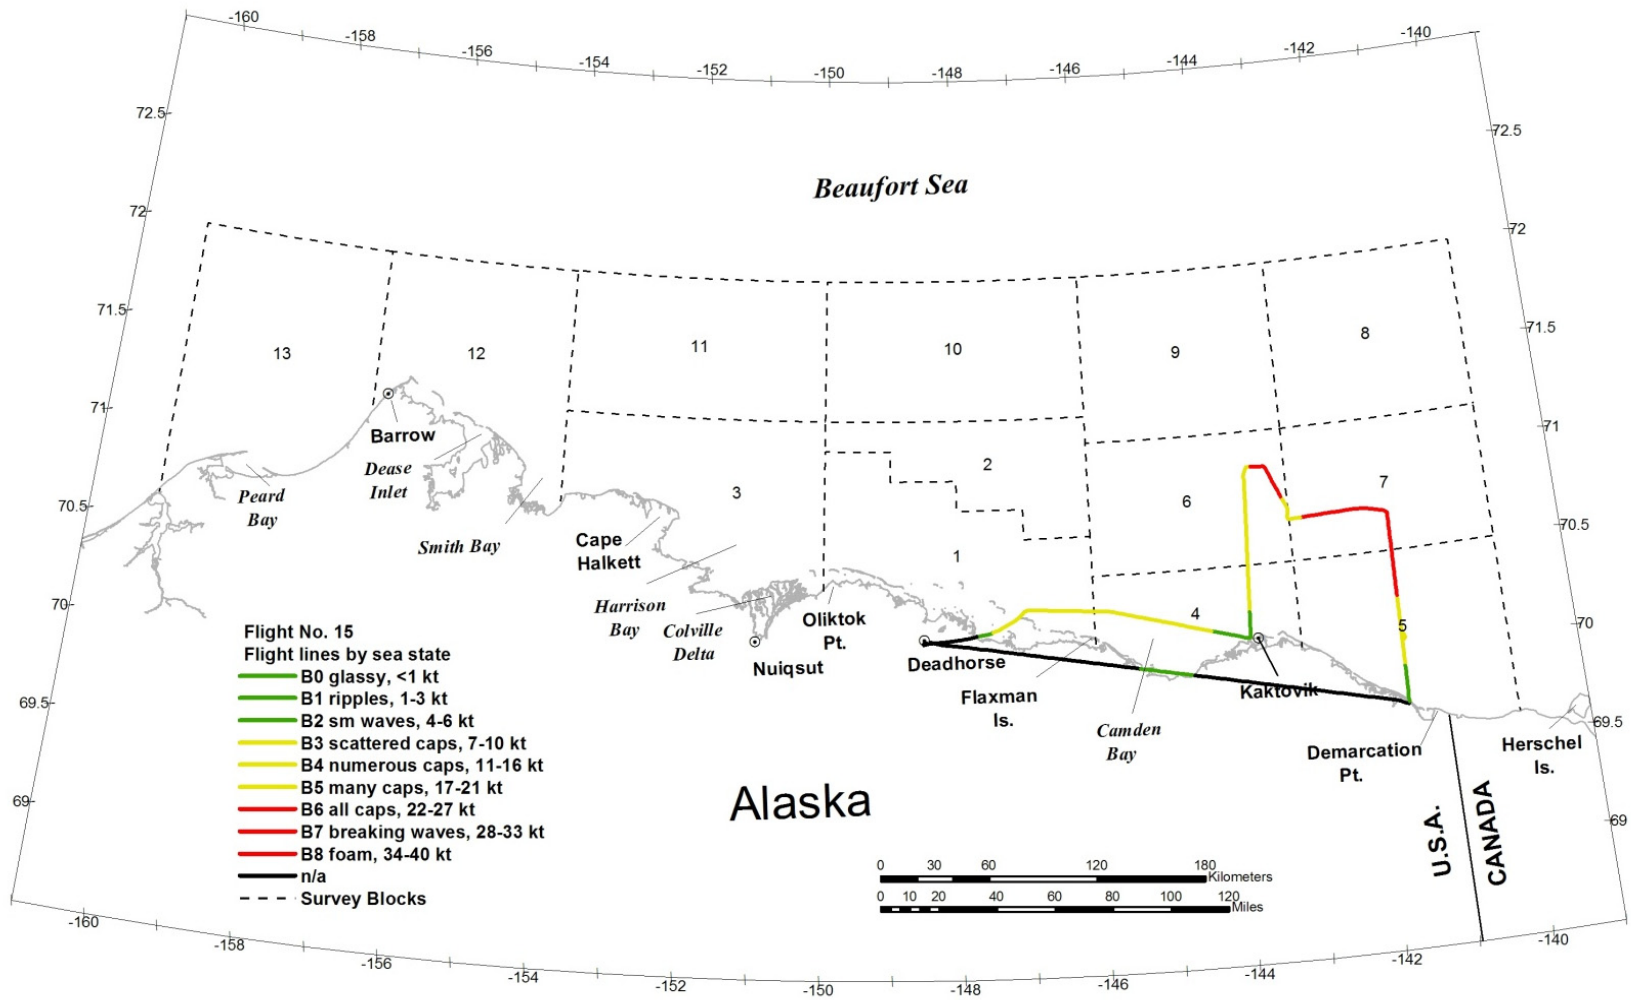 -160
-158
-156
-154
-152
-150
-148
-146
-144
-142
-140
72.5
72.5
Beaufort Sea
72
72
71.5
71.5
13
12
11
10
9
8
71
71
Barrow
Dease
Inlet
Peard
Bay
Smith Bay
70.5
70.5
3
2
6
7
Cape
Halkett
1
Harrison
Bay
Colville
Delta
Oliktok
Pt.
4
5
70
70
Nuiqsut
Deadhorse
Flaxman
Is.
Kaktovik
Camden
Bay
Demarcation
Pt.
Herschel
Is.
69.5
69.5
Flight No. 15
Flight lines by sea state
B0 glassy, <1 kt
B1 ripples, 1-3 kt
B2 sm waves, 4-6 kt
B3 scattered caps, 7-10 kt
B4 numerous caps, 11-16 kt
B5 many caps, 17-21 kt
B6 all caps, 22-27 kt
B7 breaking waves, 28-33 kt
B8 foam, 34-40 kt
n/a
Survey Blocks
69
69
Alaska
U.S.A.
CANADA
0 30 60 120 180
Kilometers
0 10 20 40 60 80 100 120
Miles
-160
-158
-156
-154
-152
-150
-148
-146
-144
-142
-140